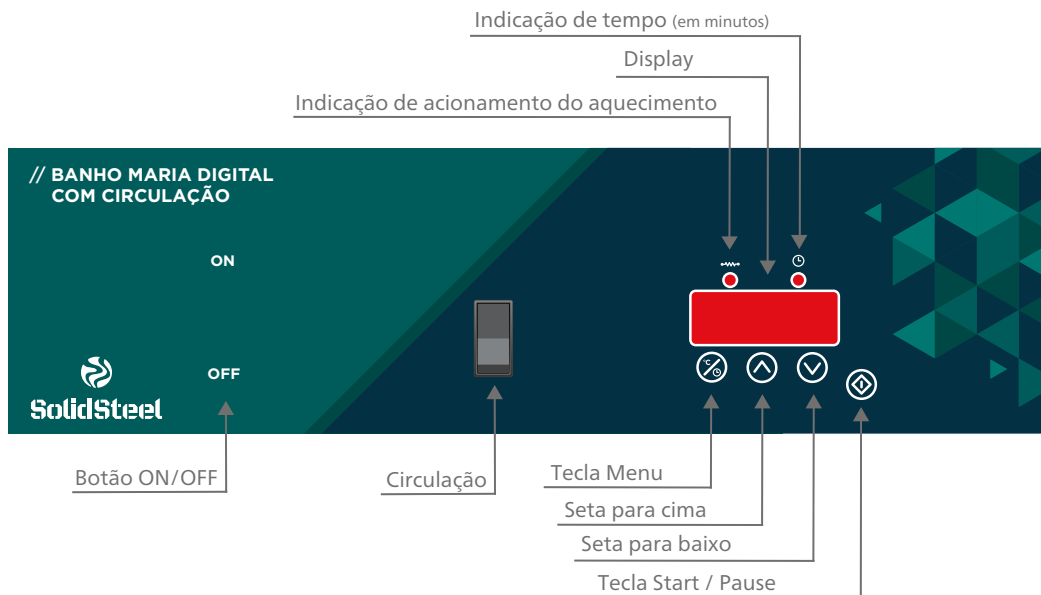 Indicação de tempo (em minutos)
Display
Indicação de acionamento do aquecimento
// BANHO MARIA DIGITAL
COM CIRCULAÇÃO
ON
OFF
SolidSteel
°C
Botão ON/OFF
Circulação
Tecla Menu
Seta para cima
Seta para baixo
Tecla Start / Pause